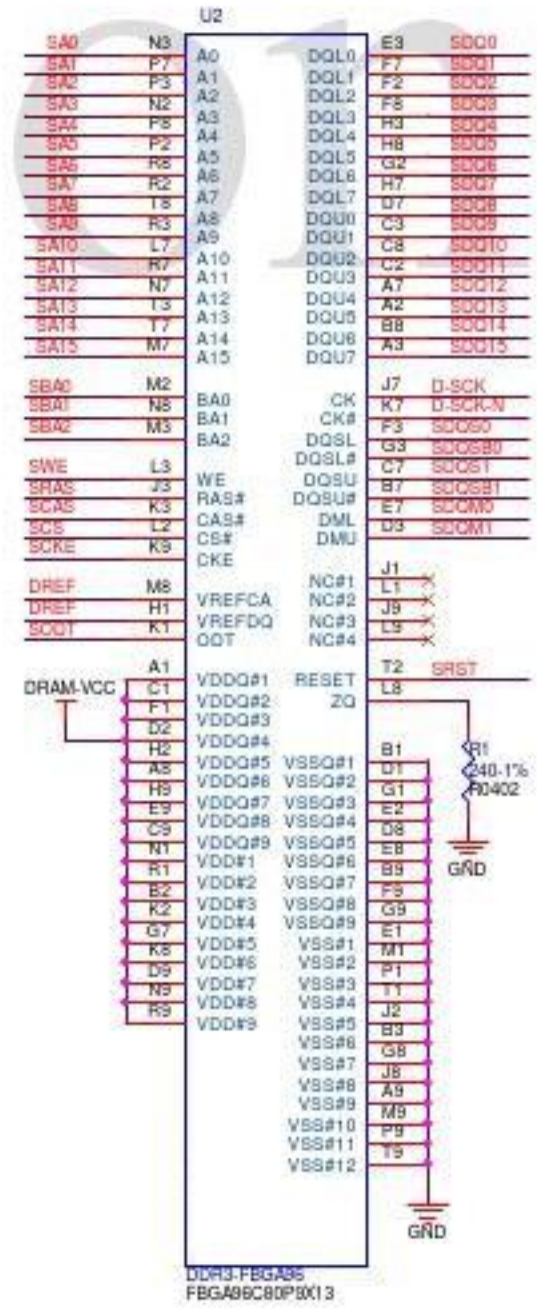 or
U2
SA0 N3 A0 DQL0 E3 SDQ0
SA1 P7 A1 DQL1 F7 SDQ1
SA2 P3 A2 DQL2 F2 SDQ2
SA3 N2 A3 DQL3 F8 SDQ3
SA4 P8 A4 DQL4 H3 SDQ4
SA5 P2 A5 DQL5 H8 SDQ5
SA6 R8 A6 DQL6 G2 SDQ6
SA7 R2 A7 DQL7 H7 SDQ7
SA8 T8 A8 DQU0 D7 SDQ8
SA9 R3 A9 DQU1 C3 SDQ9
SA10 L7 A10 DQU2 C8 SDQ10
SA11 R7 A11 DQU3 C2 SDQ11
SA12 N7 A12 DQU4 A7 SDQ12
SA13 T3 A13 DQU5 A2 SDQ13
SA14 T7 A14 DQU6 B8 SDQ14
SA15 M7 A15 DQU7 A3 SDQ15
SBA0 M2 BA0 CK J7 D-SCK
SBA1 N8 BA1 CK# K7 D-SCK-N
SBA2 M3 BA2 DQSL F3 SDQS0
DQSL# G3 SDQSB0
SWE L3 WE DQSU C7 SDQS1
SRAS J3 RAS# DQSU# B7 SDQSB1
SCAS K3 CAS# DML E7 SDQM0
SCS L2 CS# DMU D3 SDQM1
SCKE K9 CKE
NC#1 J1
DREF M8 VREFCA NC#2 L1
DREF H1 VREFDQ NC#3 J9
SODT K1 ODT NC#4 L9
A1 VDDQ#1 RESET T2 SRST
DRAM-VCC C1 VDDQ#2 ZQ L8
F1 VDDQ#3
D2 VDDQ#4
H2 VDDQ#5 VSSQ#1 B1 R1
A8 VDDQ#6 VSSQ#2 D1 240-1%
H9 VDDQ#7 VSSQ#3 G1 R0402
E9 VDDQ#8 VSSQ#4 E2
C9 VDDQ#9 VSSQ#5 D8
N1 VDD#1 VSSQ#6 E8 GND
R1 VDD#2 VSSQ#7 B9
B2 VDD#3 VSSQ#8 F9
K2 VDD#4 VSSQ#9 G9
G7 VDD#5 VSS#1 E1
K8 VDD#6 VSS#2 M1
D9 VDD#7 VSS#3 P1
N9 VDD#8 VSS#4 T1
R9 VDD#9 VSS#5 J2
VSS#6 B3
VSS#7 G8
VSS#8 J8
VSS#9 A9
VSS#10 M9
VSS#11 P9
VSS#12 T9
GND
DDR3-FBGA96
FBGA96C80P9X13